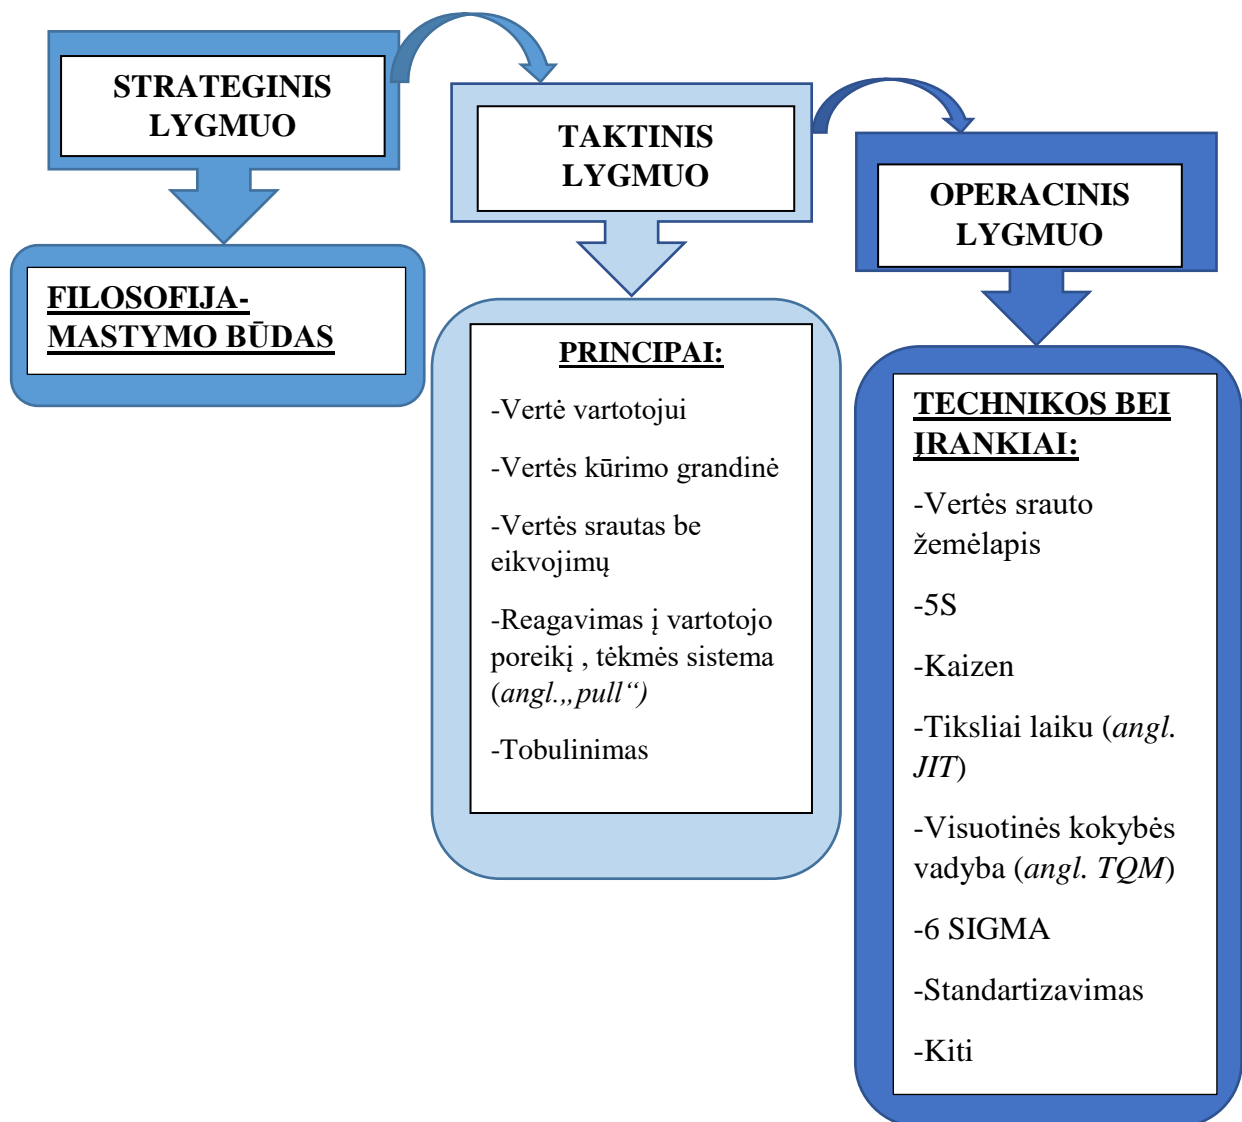 STRATEGINIS
LYGMUO
FILOSOFIJA-
MASTYMO BŪDAS
TAKTINIS
LYGMUO
PRINCIPAI:
-Vertė vartotojui
-Vertės kūrimo grandinė
-Vertės srautas be
eikvojimų
-Reagavimas į vartotojo
poreikį , tėkmės sistema
(angl.„pull“)
-Tobulinimas
OPERACINIS
LYGMUO
TECHNIKOS BEI
ĮRANKIAI:
-Vertės srauto
žemėlapis
-5S
-Kaizen
-Tiksliai laiku (angl.
JIT)
-Visuotinės kokybės
vadyba (angl. TQM)
-6 SIGMA
-Standartizavimas
-Kiti